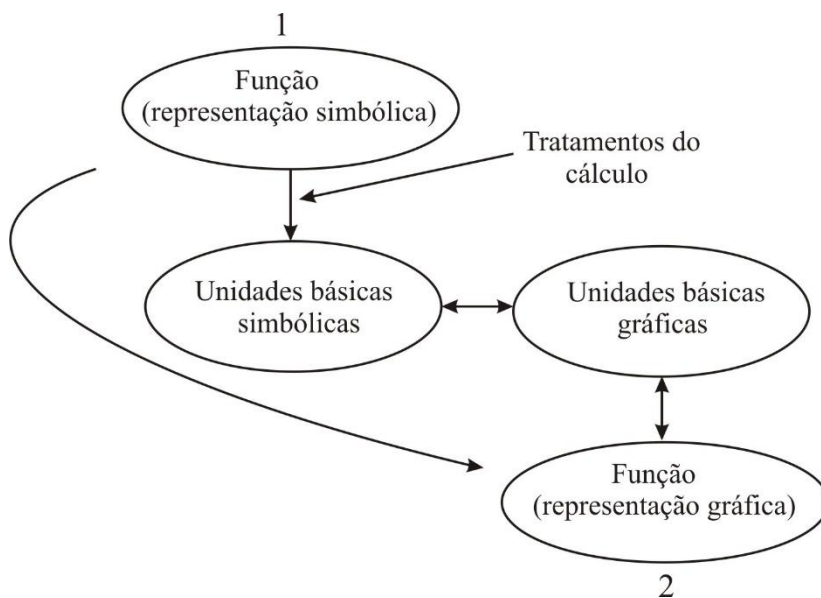 1
Função
(representação simbólica)
Tratamentos do
cálculo
Unidades básicas
simbólicas
Unidades básicas
gráficas
Função
(representação gráfica)
2